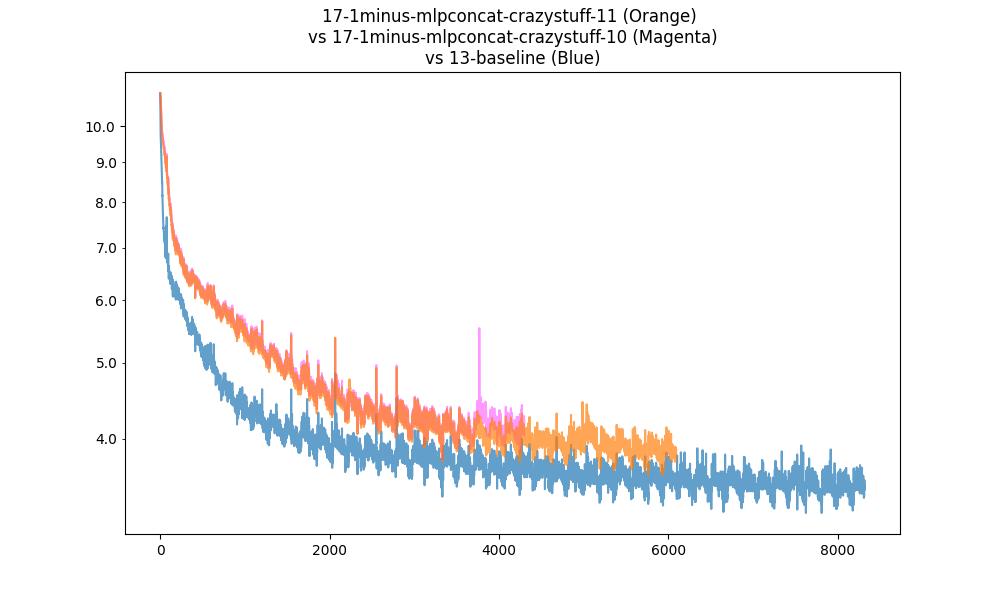 17-1minus-mlpconcat-crazystuff-11 (Orange)
vs 17-1minus-mlpconcat-crazystuff-10 (Magenta)
vs 13-baseline (Blue)
10.0
9.0
8.0
7.0
6.0
5.0
4.0
0 2000 4000 6000 8000